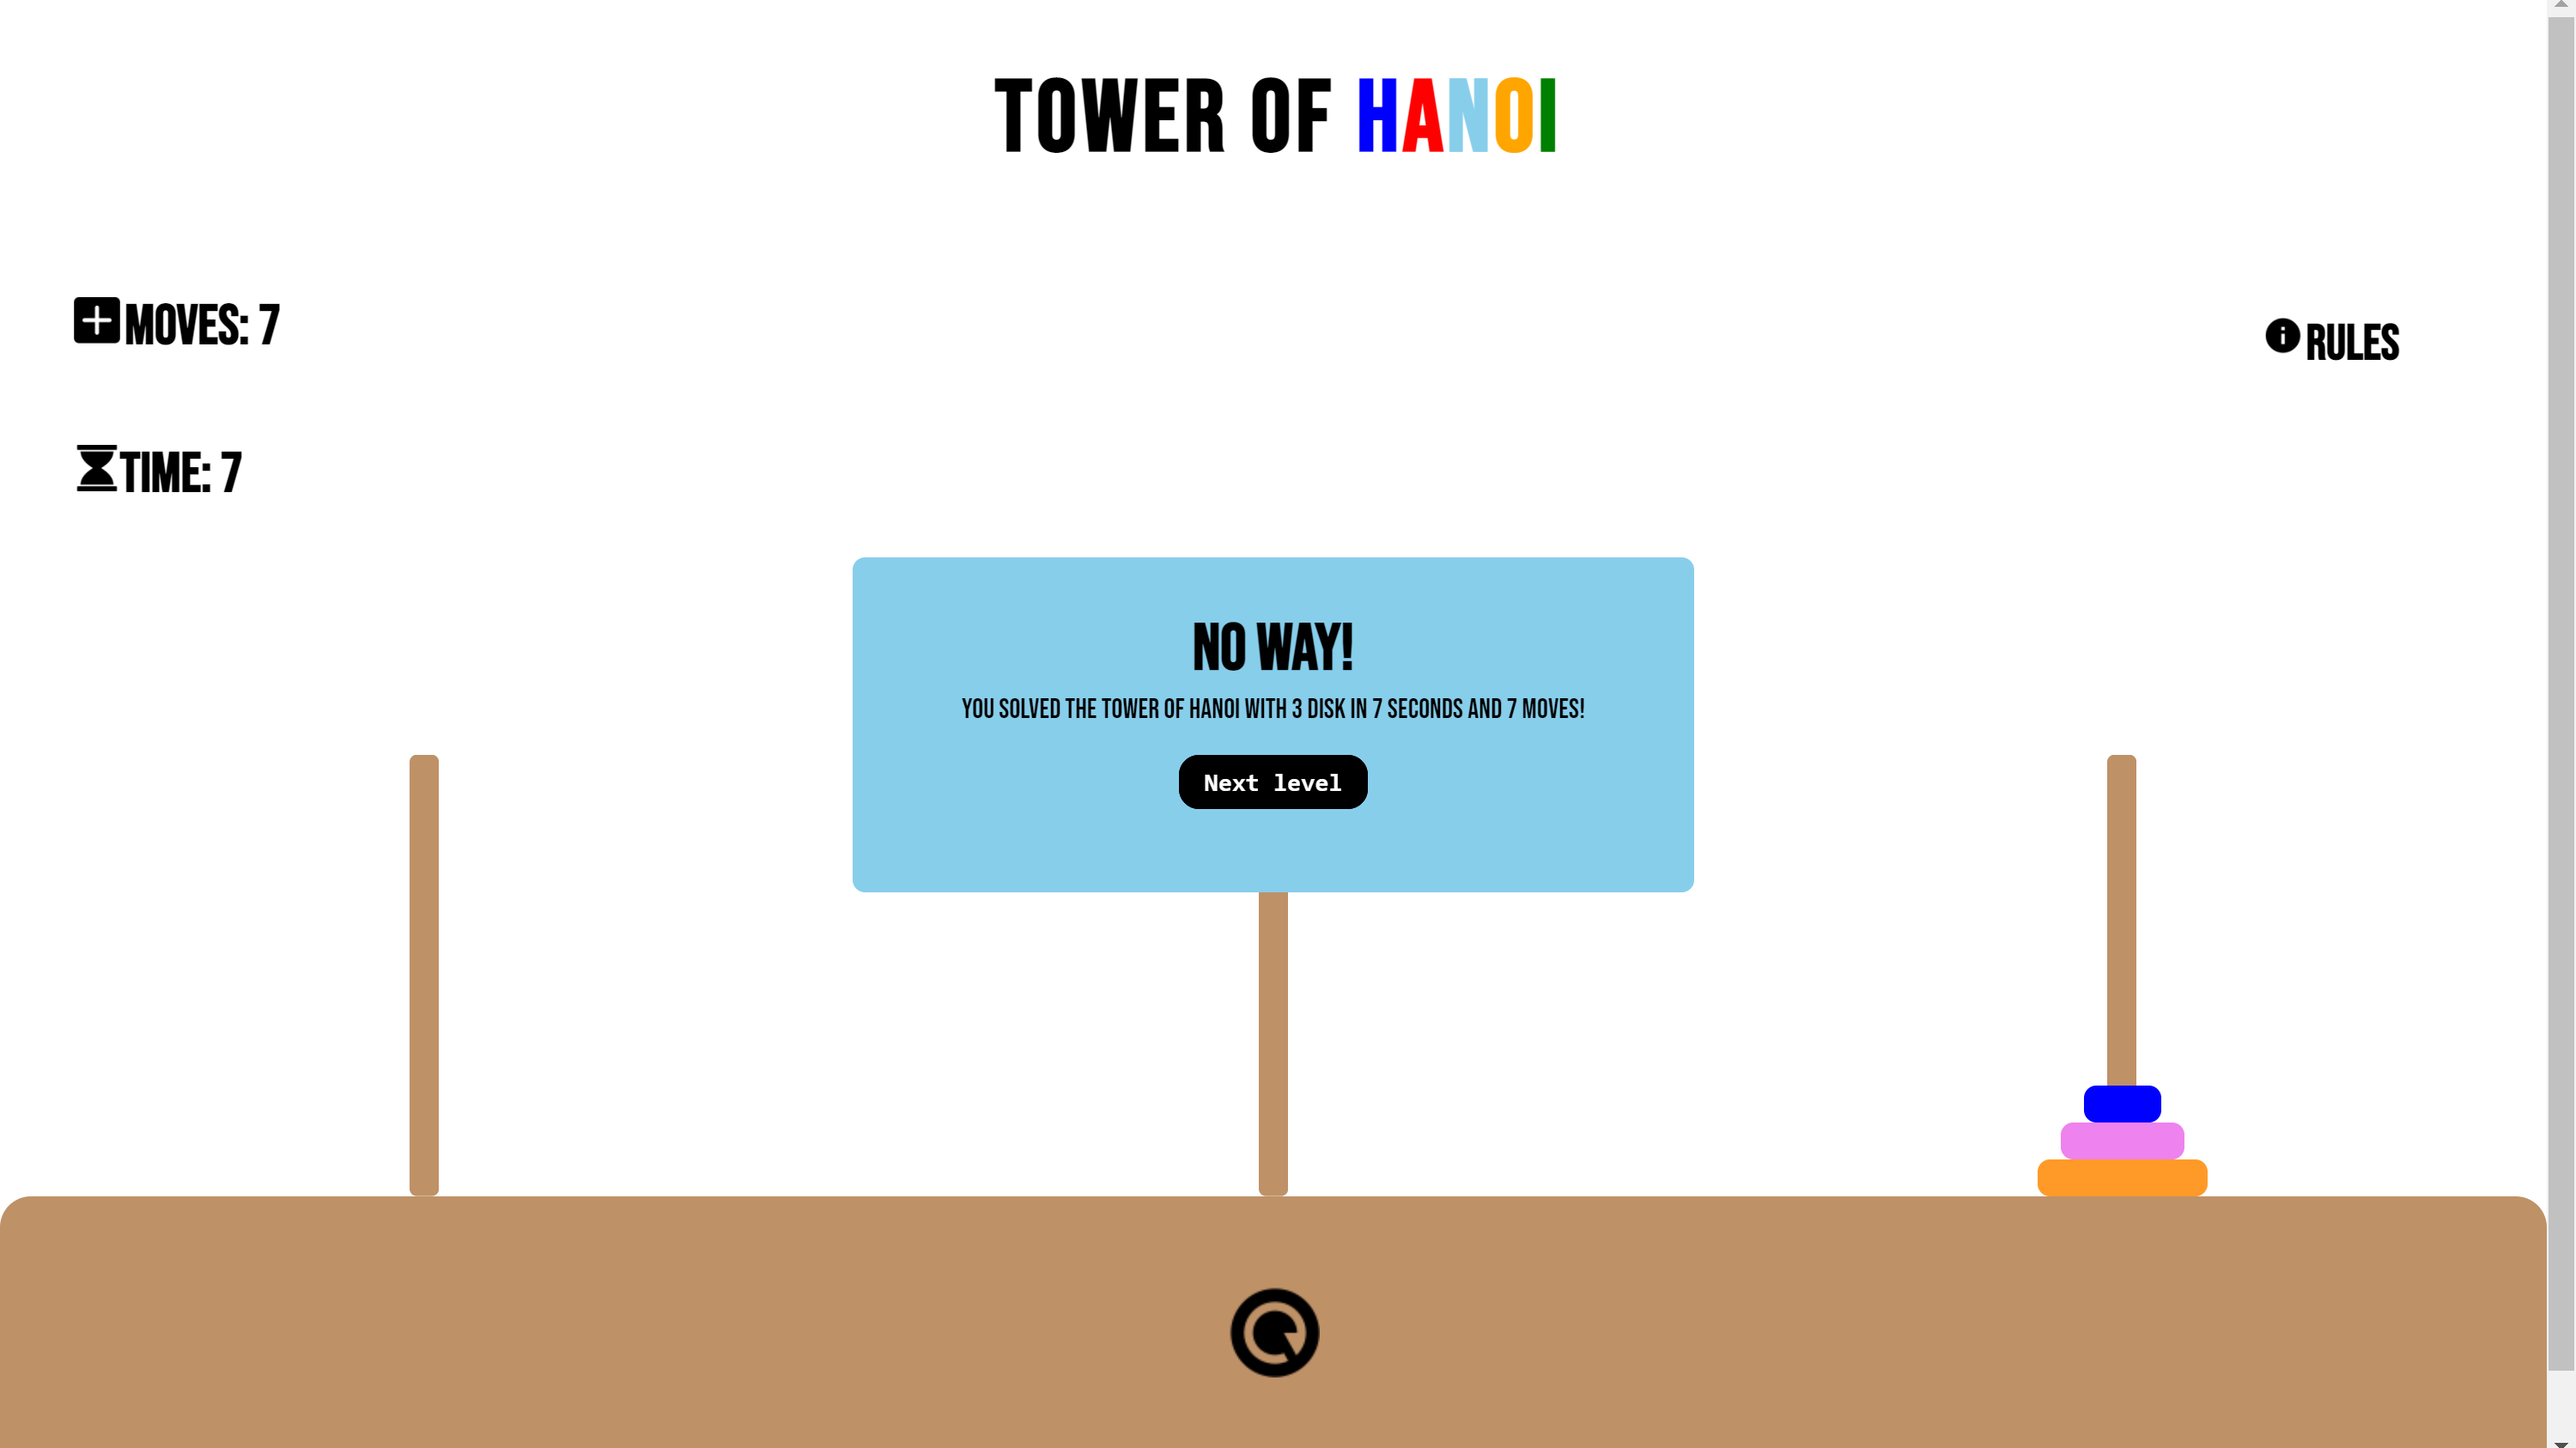 TOWER OF HANOI
MOVES: 7
RULES
TIME: 7
NO WAY!
YOU SOLVED THE TOWER OF HANOI WITH 3 DISK IN 7 SECONDS AND 7 MOVES!
Next level